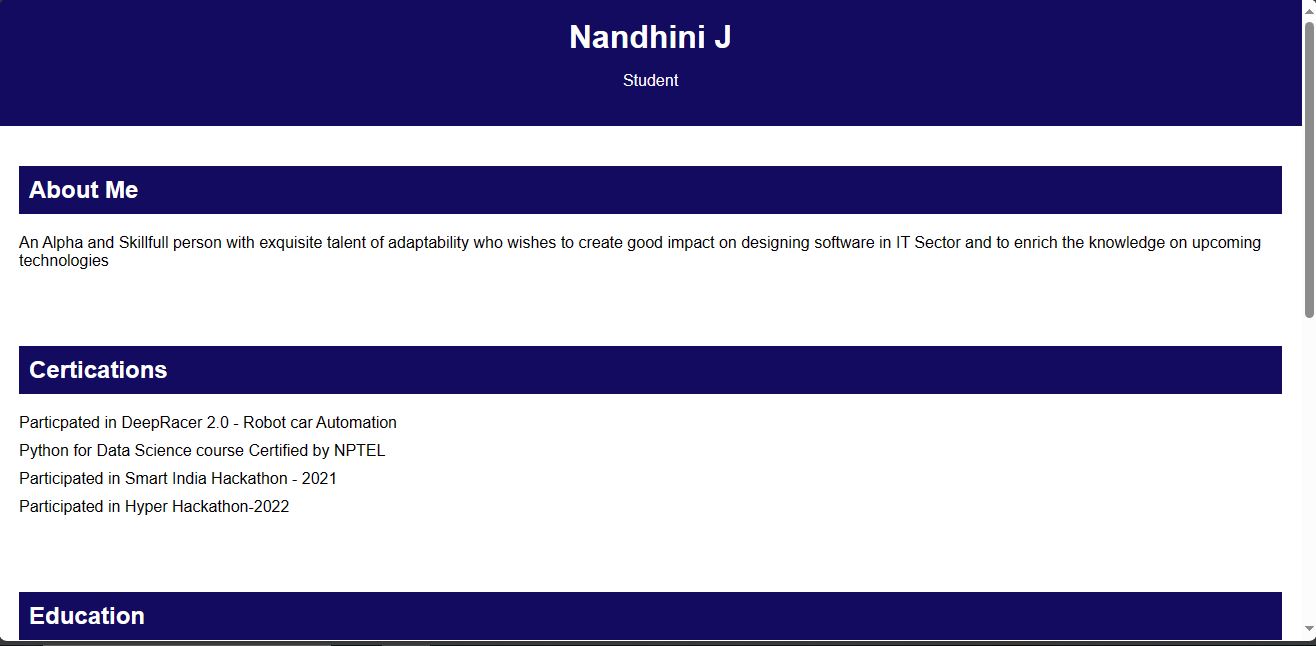 Nandhini J
Student
About Me
An Alpha and Skillfull person with exquisite talent of adaptability who wishes to create good impact on designing software in IT Sector and to enrich the knowledge on upcoming
technologies
Certications
Particpated in DeepRacer 2.0 - Robot car Automation
Python for Data Science course Certified by NPTEL
Participated in Smart India Hackathon - 2021
Participated in Hyper Hackathon-2022
Education